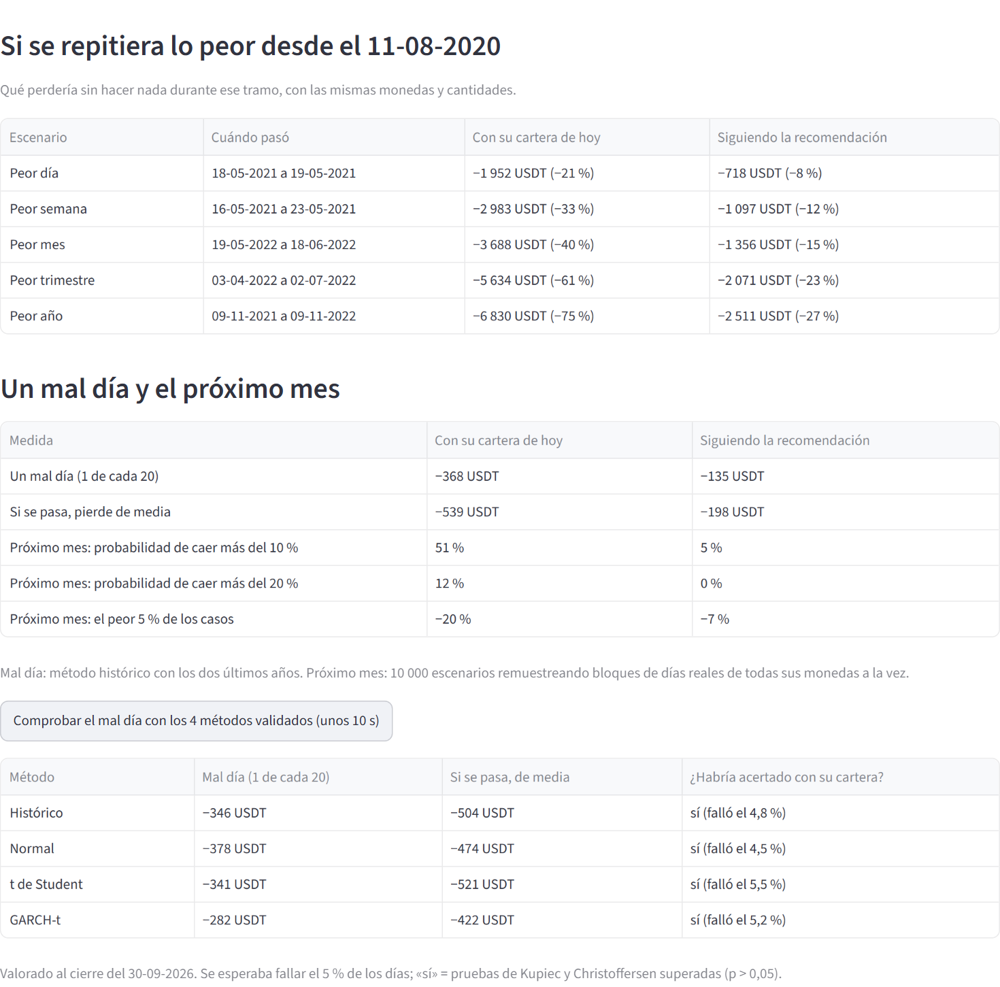 Si se repitiera lo peor desde el 11-08-2020
Qué perdería sin hacer nada durante ese tramo, con las mismas monedas y cantidades.
Escenario Cuándo pasó Con su cartera de hoy Siguiendo la recomendación
Peor día 18-05-2021 a 19-05-2021 −1 952 USDT (−21 %) −718 USDT (−8 %)
Peor semana 16-05-2021 a 23-05-2021 −2 983 USDT (−33 %) −1 097 USDT (−12 %)
Peor mes 19-05-2022 a 18-06-2022 −3 688 USDT (−40 %) −1 356 USDT (−15 %)
Peor trimestre 03-04-2022 a 02-07-2022 −5 634 USDT (−61 %) −2 071 USDT (−23 %)
Peor año 09-11-2021 a 09-11-2022 −6 830 USDT (−75 %) −2 511 USDT (−27 %)
Un mal día y el próximo mes
Medida Con su cartera de hoy Siguiendo la recomendación
Un mal día (1 de cada 20) −368 USDT −135 USDT
Si se pasa, pierde de media −539 USDT −198 USDT
Próximo mes: probabilidad de caer más del 10 % 51 % 5 %
Próximo mes: probabilidad de caer más del 20 % 12 % 0 %
Próximo mes: el peor 5 % de los casos −20 % −7 %
Mal día: método histórico con los dos últimos años. Próximo mes: 10 000 escenarios remuestreando bloques de días reales de todas sus monedas a la vez.
Comprobar el mal día con los 4 métodos validados (unos 10 s)
Método Mal día (1 de cada 20) Si se pasa, de media ¿Habría acertado con su cartera?
Histórico −346 USDT −504 USDT sí (falló el 4,8 %)
Normal −378 USDT −474 USDT sí (falló el 4,5 %)
t de Student −341 USDT −521 USDT sí (falló el 5,5 %)
GARCH-t −282 USDT −422 USDT sí (falló el 5,2 %)
Valorado al cierre del 30-09-2026. Se esperaba fallar el 5 % de los días; «sí» = pruebas de Kupiec y Christoffersen superadas (p > 0,05).